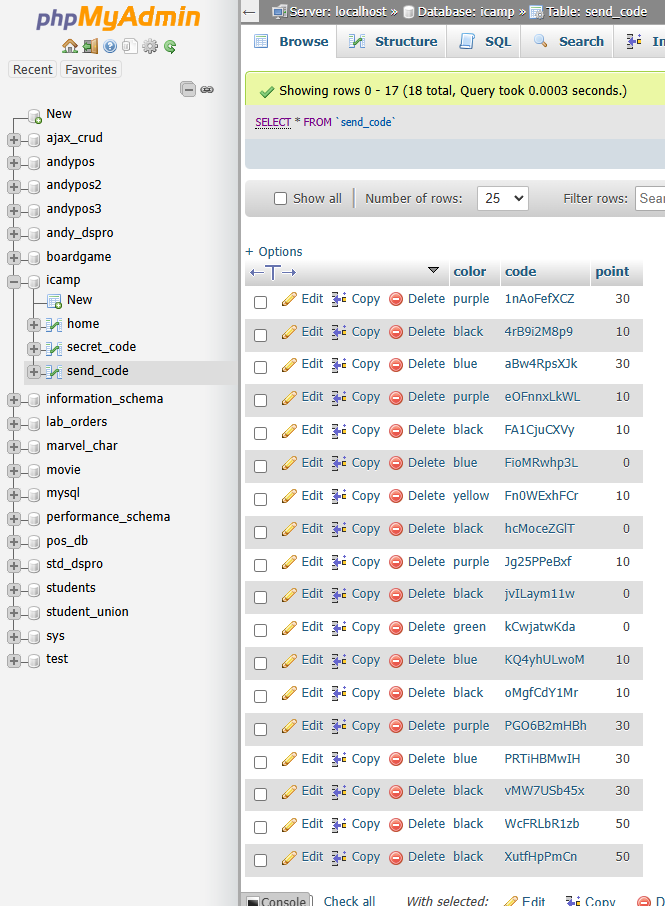 phpMyAdmin
Recent Favorites
New
ajax_crud
andypos
andypos2
andypos3
andy_dspro
boardgame
icamp
New
home
secret_code
send_code
information_schema
lab_orders
marvel_char
movie
mysql
performance_schema
pos_db
std_dspro
students
student_union
sys
test
Server: localhost » Database: icamp » Table: send_code
Browse Structure SQL Search In
Showing rows 0 - 17 (18 total, Query took 0.0003 seconds.)
SELECT * FROM `send_code`
Show all Number of rows: 25 Filter rows: Sear
+ Options
←T→ color code point
Edit Copy Delete purple 1nAoFefXCZ 30
Edit Copy Delete black 4rB9i2M8p9 10
Edit Copy Delete blue aBw4RpsXJk 30
Edit Copy Delete purple eOFnnxLkWL 10
Edit Copy Delete black FA1CjuCXVy 10
Edit Copy Delete blue FioMRwhp3L 0
Edit Copy Delete yellow Fn0WExhFCr 10
Edit Copy Delete black hcMoceZGlT 0
Edit Copy Delete purple Jg25PPeBxf 10
Edit Copy Delete black jvILaym11w 0
Edit Copy Delete green kCwjatwKda 0
Edit Copy Delete blue KQ4yhULwoM 10
Edit Copy Delete black oMgfCdY1Mr 10
Edit Copy Delete purple PGO6B2mHBh 30
Edit Copy Delete blue PRTiHBMwIH 30
Edit Copy Delete black vMW7USb45x 30
Edit Copy Delete black WcFRLbR1zb 50
Edit Copy Delete black XutfHpPmCn 50
Console Check all With selected: Edit Copy D